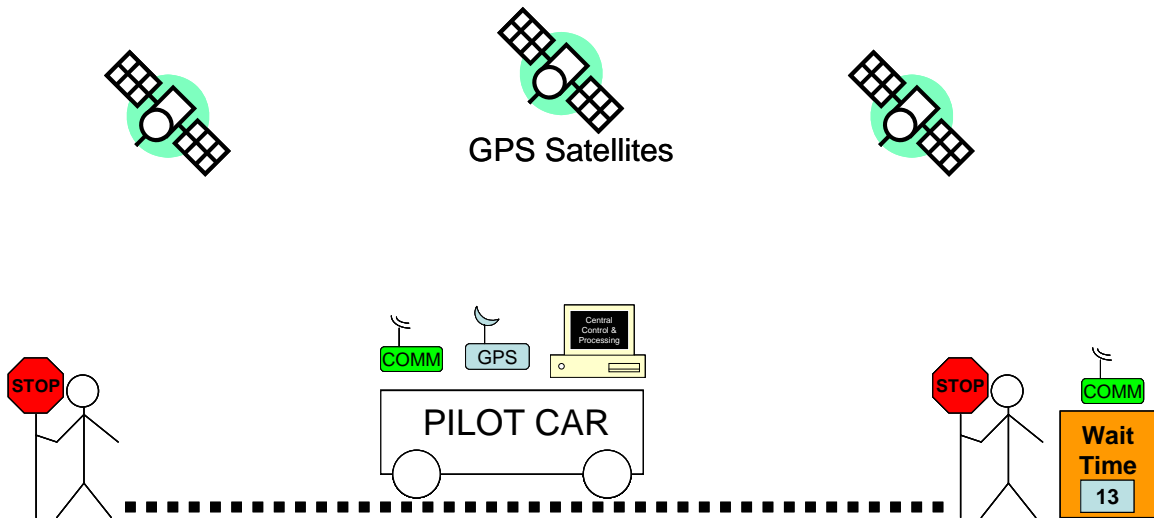 GPS Satellites
Central
Control &
Processing
COMM
GPS
STOP
PILOT CAR
STOP
COMM
Wait
Time
13